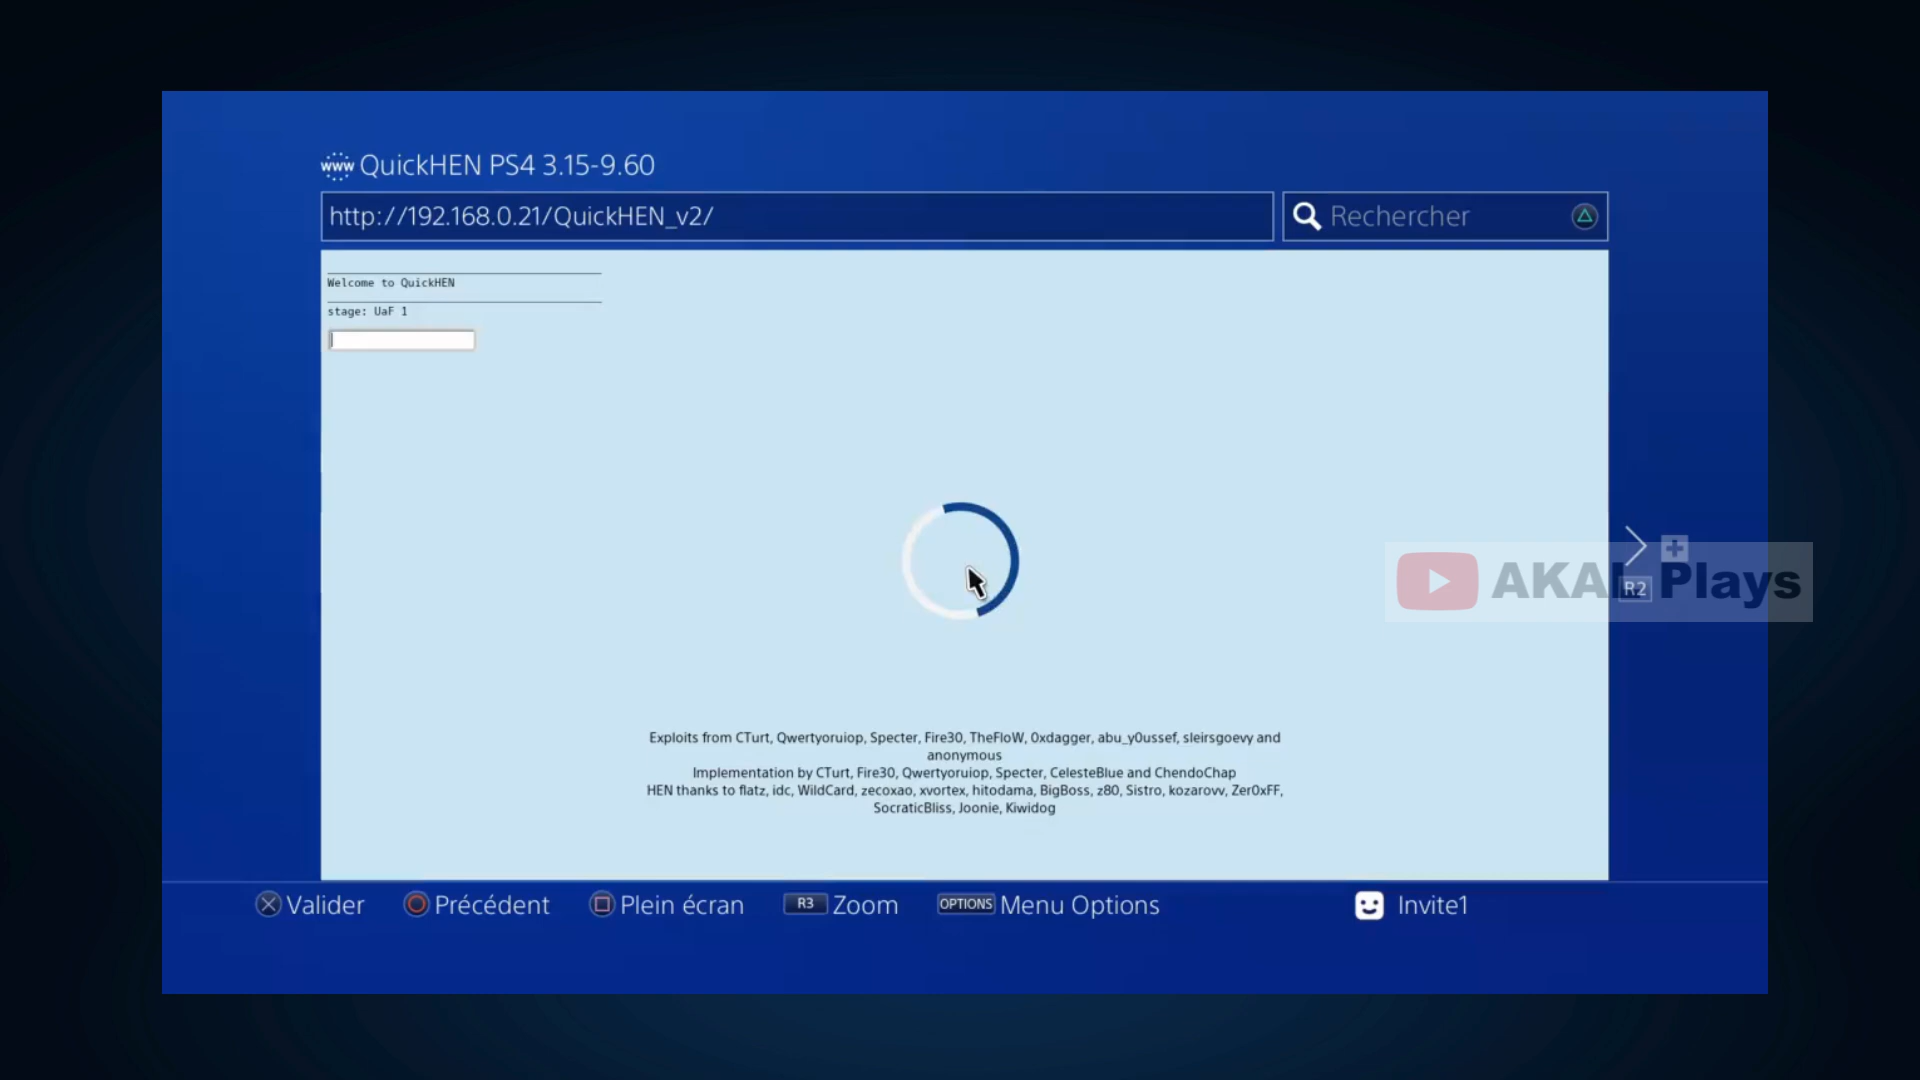 www QuickHEN PS4 3.15-9.60
http://192.168.0.21/QuickHEN_v2/
Rechercher
Welcome to QuickHEN
stage: UaF 1
AKAL Plays
R2
Exploits from CTurt, Qwertyoruiop, Specter, Fire30, TheFloW, 0xdagger, abu_y0ussef, sleirsgoevy and
anonymous
Implementation by CTurt, Fire30, Qwertyoruiop, Specter, CelesteBlue and ChendoChap
HEN thanks to flatz, idc, WildCard, zecoxao, xvortex, hitodama, BigBoss, z80, Sistro, kozarovv, Zer0xFF,
SocraticBliss, Joonie, Kiwidog
Valider Précédent Plein écran R3 Zoom OPTIONS Menu Options Invite1